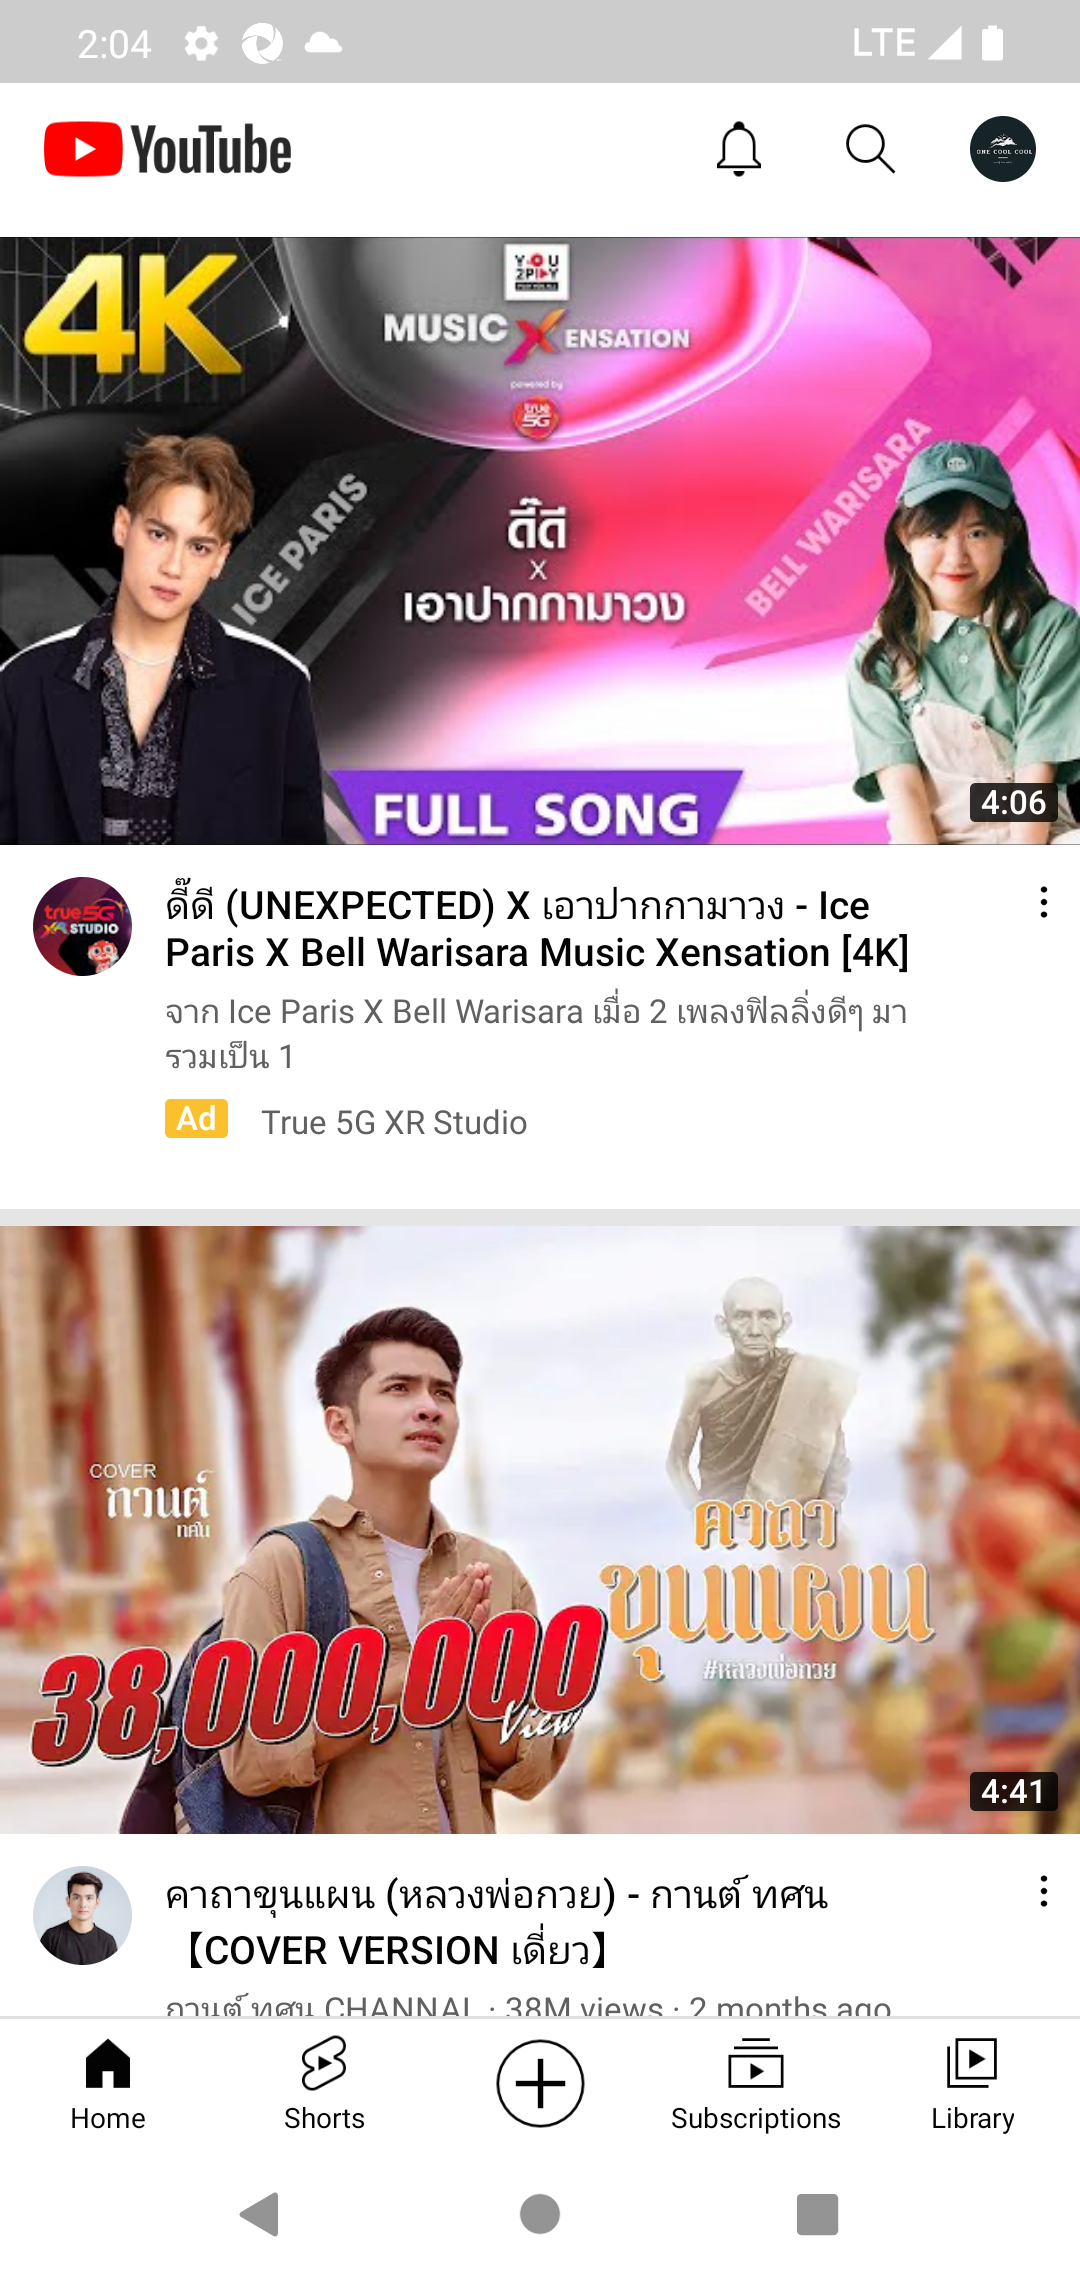 2:04
LTE
YouTube
ONE COOL COOL
4K
YOU
2PLAY
MUSIC XENSATION
powered by
true
5G
ICE PARIS
BELL WARISARA
ดี๊ดี
X
เอาปากกามาวง
FULL SONG
4:06
true5G
XR STUDIO
ดี๊ดี (UNEXPECTED) X เอาปากกามาวง - Ice
Paris X Bell Warisara Music Xensation [4K]
จาก Ice Paris X Bell Warisara เมื่อ 2 เพลงฟิลลิ่งดีๆ มา
รวมเป็น 1
Ad True 5G XR Studio
COVER
กานต์
ทศน
คาถา
ขุนแผน
#หลวงพ่อกวย
38,000,000
View
4:41
คาถาขุนแผน (หลวงพ่อกวย) - กานต์ ทศน
【COVER VERSION เดี่ยว】
กานต์ ทศน CHANNAL · 38M views · 2 months ago
Home
Shorts
Subscriptions
Library